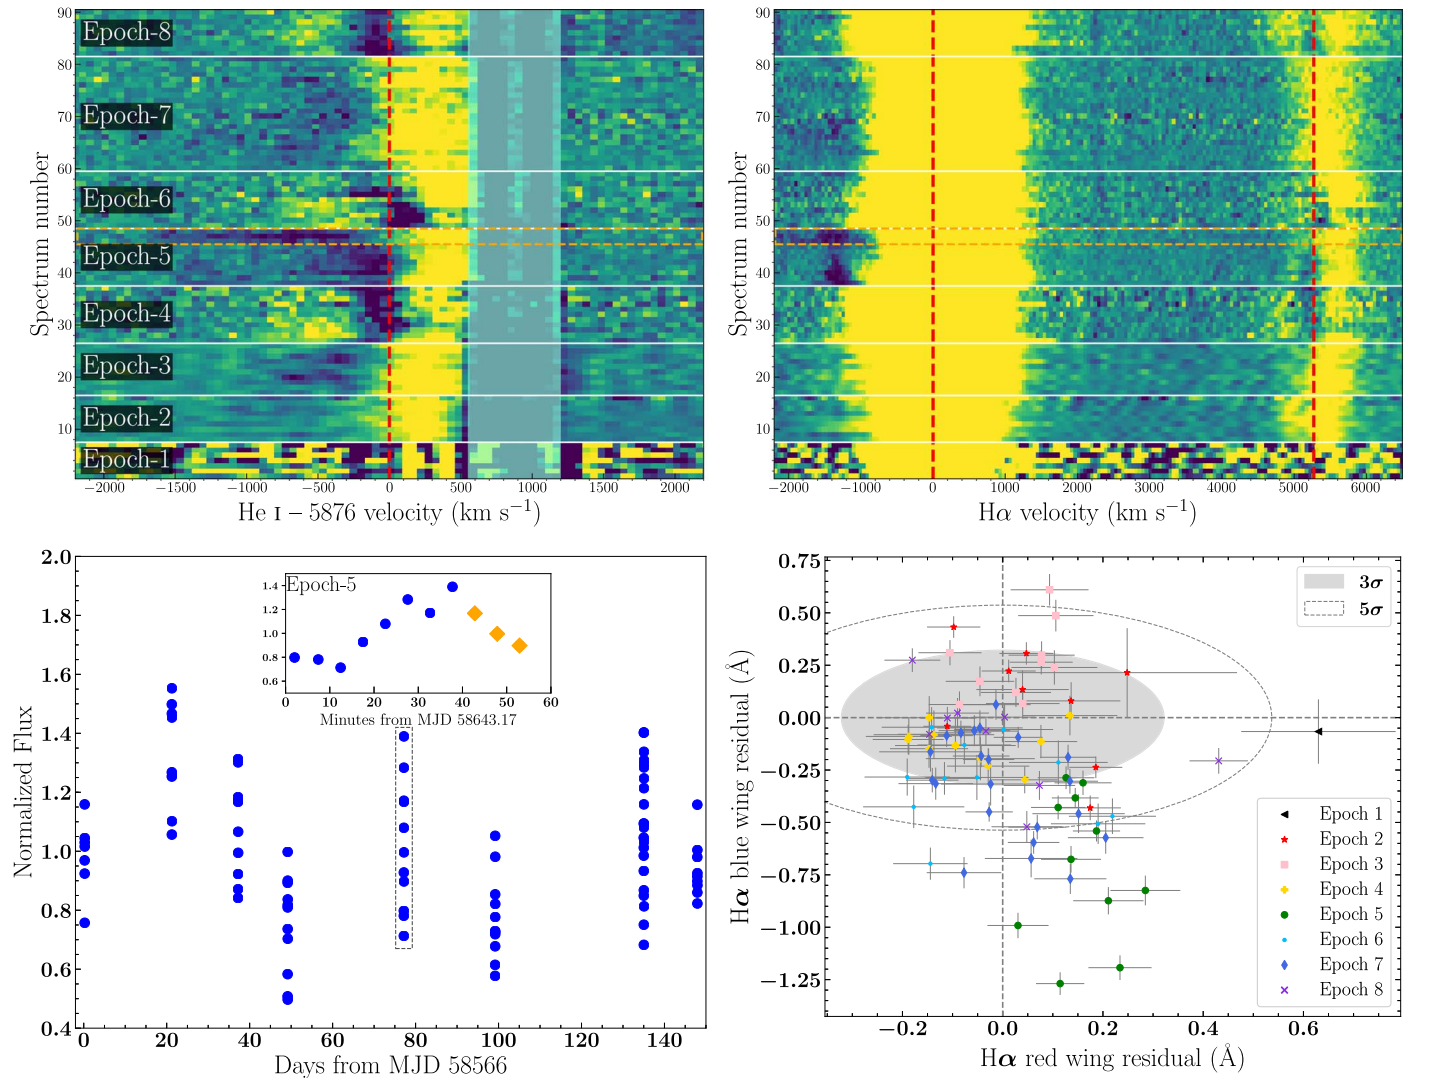 Spectrum number
90
80
70
60
50
40
30
20
10
Epoch-8
Epoch-7
Epoch-6
Epoch-5
Epoch-4
Epoch-3
Epoch-2
Epoch-1
−2000 −1500 −1000 −500 0 500 1000 1500 2000
He I – 5876 velocity (km s⁻¹)
Spectrum number
90
80
70
60
50
40
30
20
10
−2000 −1000 0 1000 2000 3000 4000 5000 6000
Hα velocity (km s⁻¹)
Normalized Flux
2.0
1.8
1.6
1.4
1.2
1.0
0.8
0.6
0.4
0 20 40 60 80 100 120 140
Days from MJD 58566
Epoch-5
1.4
1.2
1.0
0.8
0.6
0 10 20 30 40 50 60
Minutes from MJD 58643.17
Hα blue wing residual (Å)
0.75
0.50
0.25
0.00
−0.25
−0.50
−0.75
−1.00
−1.25
−0.2 0.0 0.2 0.4 0.6
Hα red wing residual (Å)
3σ
5σ
Epoch 1
Epoch 2
Epoch 3
Epoch 4
Epoch 5
Epoch 6
Epoch 7
Epoch 8